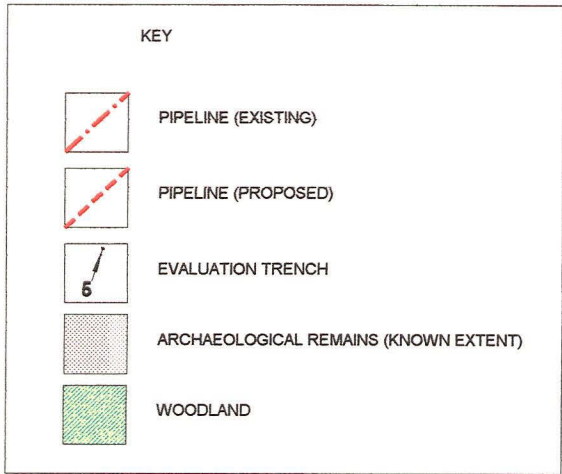 KEY
PIPELINE (EXISTING)
PIPELINE (PROPOSED)
5
EVALUATION TRENCH
ARCHAEOLOGICAL REMAINS (KNOWN EXTENT)
WOODLAND